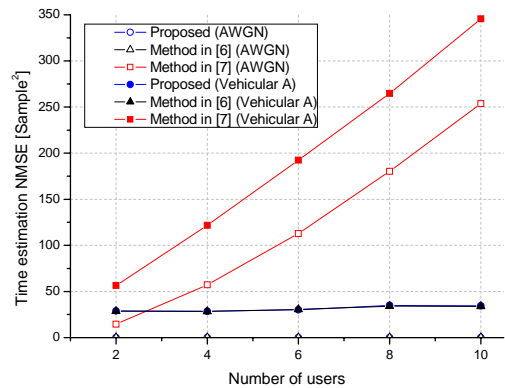 Proposed (AWGN)
Method in [6] (AWGN)
Method in [7] (AWGN)
Proposed (Vehicular A)
Method in [6] (Vehicular A)
Method in [7] (Vehicular A)
Time estimation NMSE [Sample²]
350
300
250
200
150
100
50
0
2 4 6 8 10
Number of users